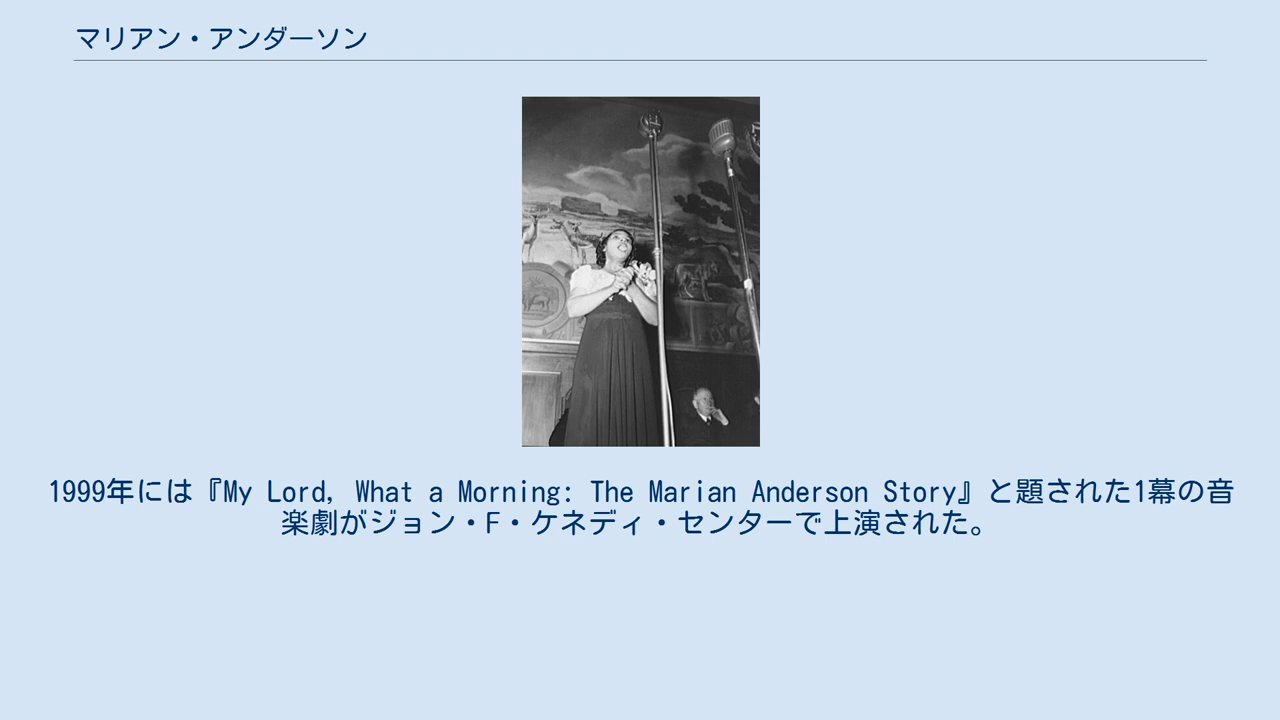 マリアン・アンダーソン
1999年には『My Lord, What a Morning: The Marian Anderson Story』と題された1幕の音
楽劇がジョン・F・ケネディ・センターで上演された。